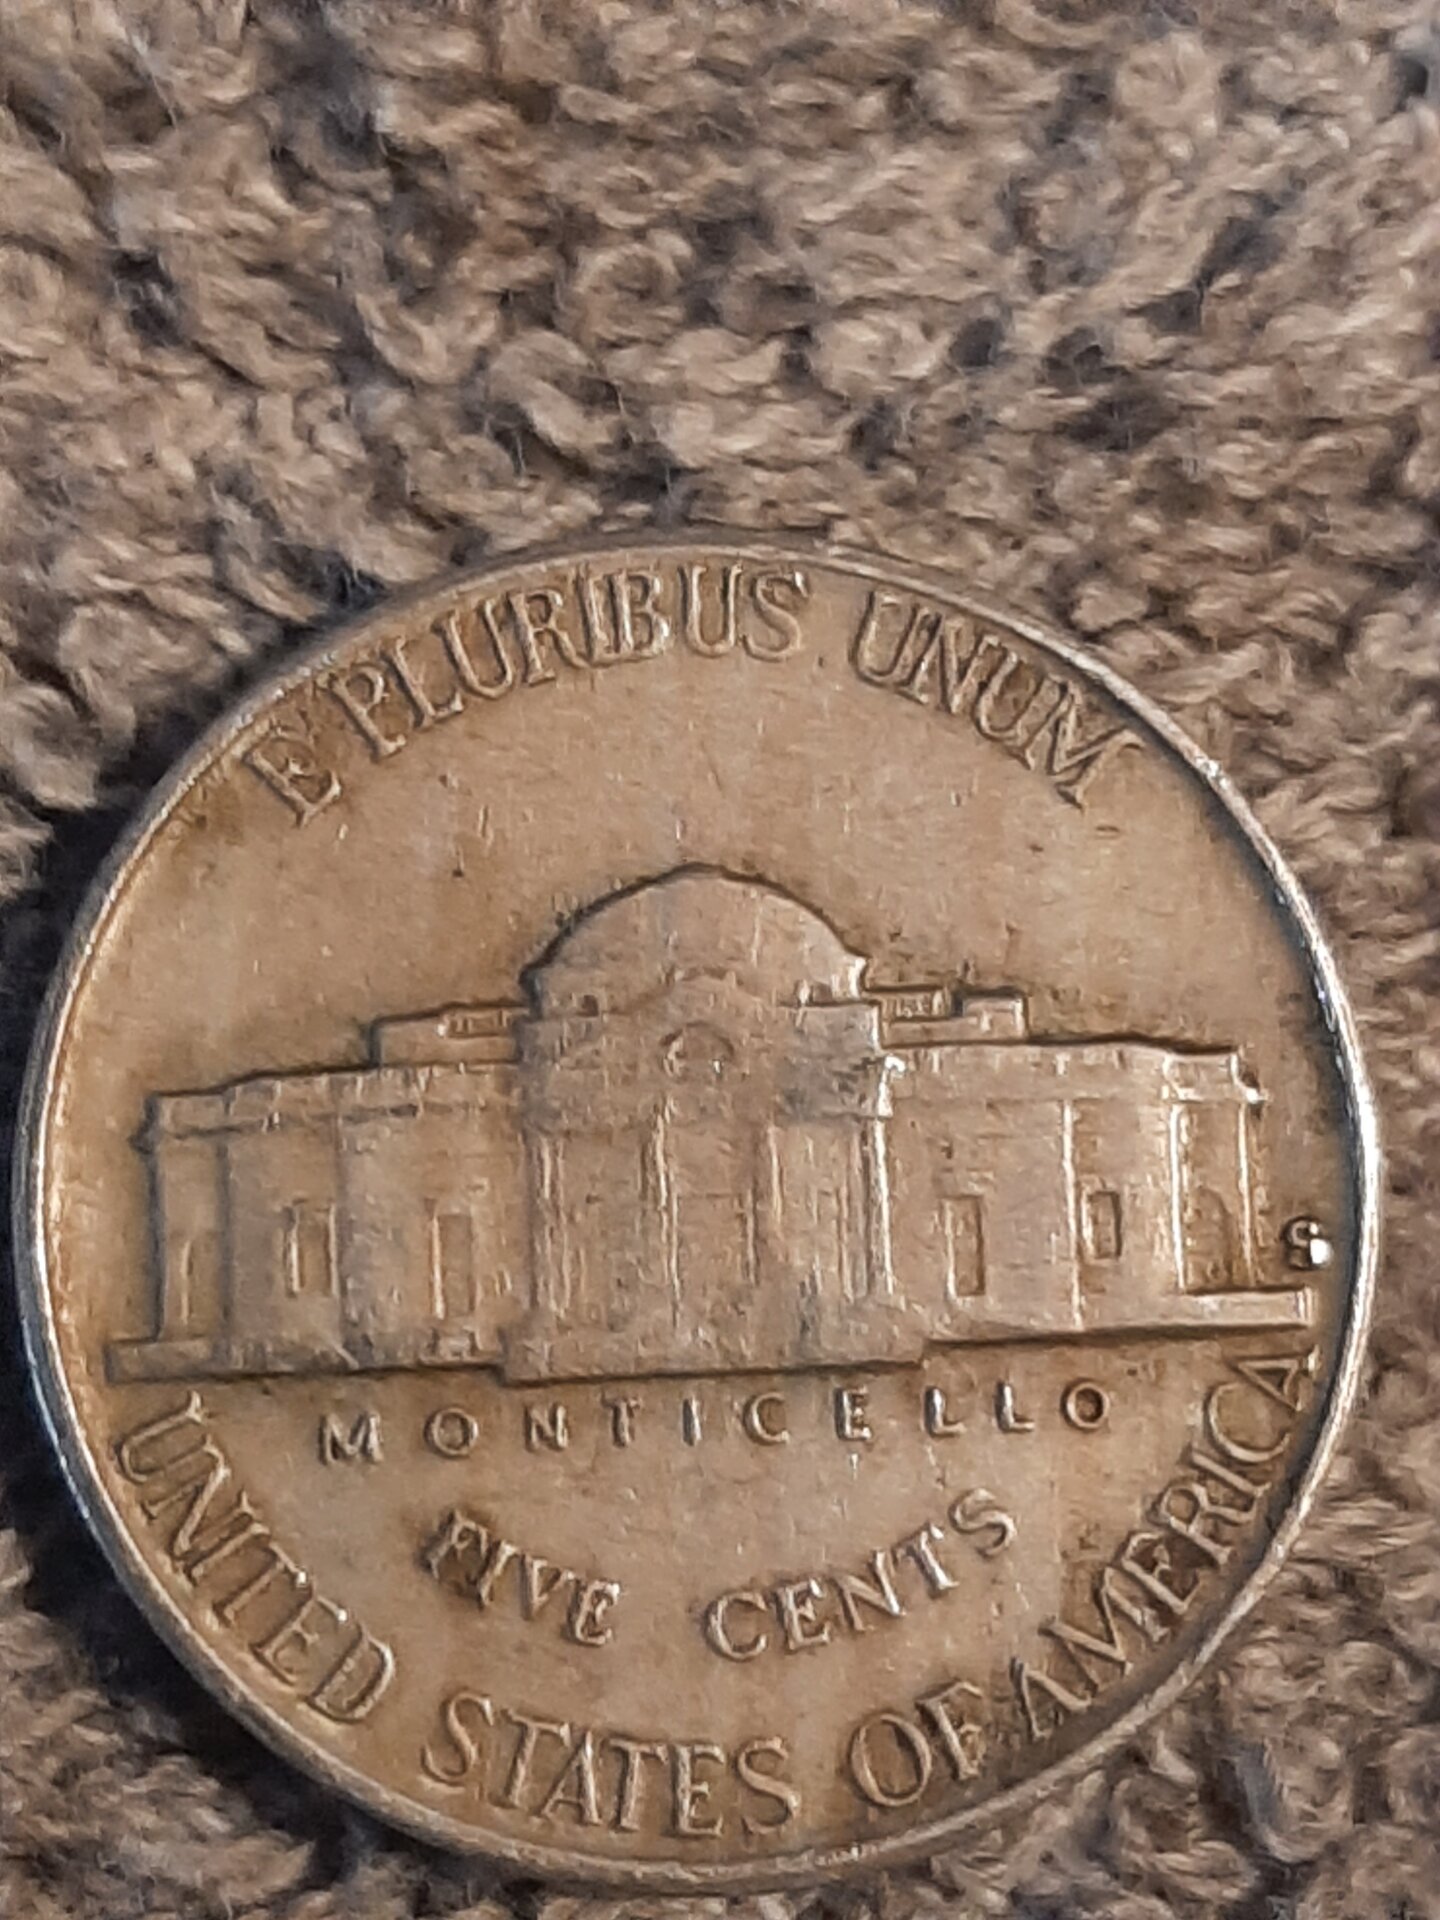 E PLURIBUS UNUM
S
MONTICELLO
FIVE CENTS
UNITED STATES OF AMERICA